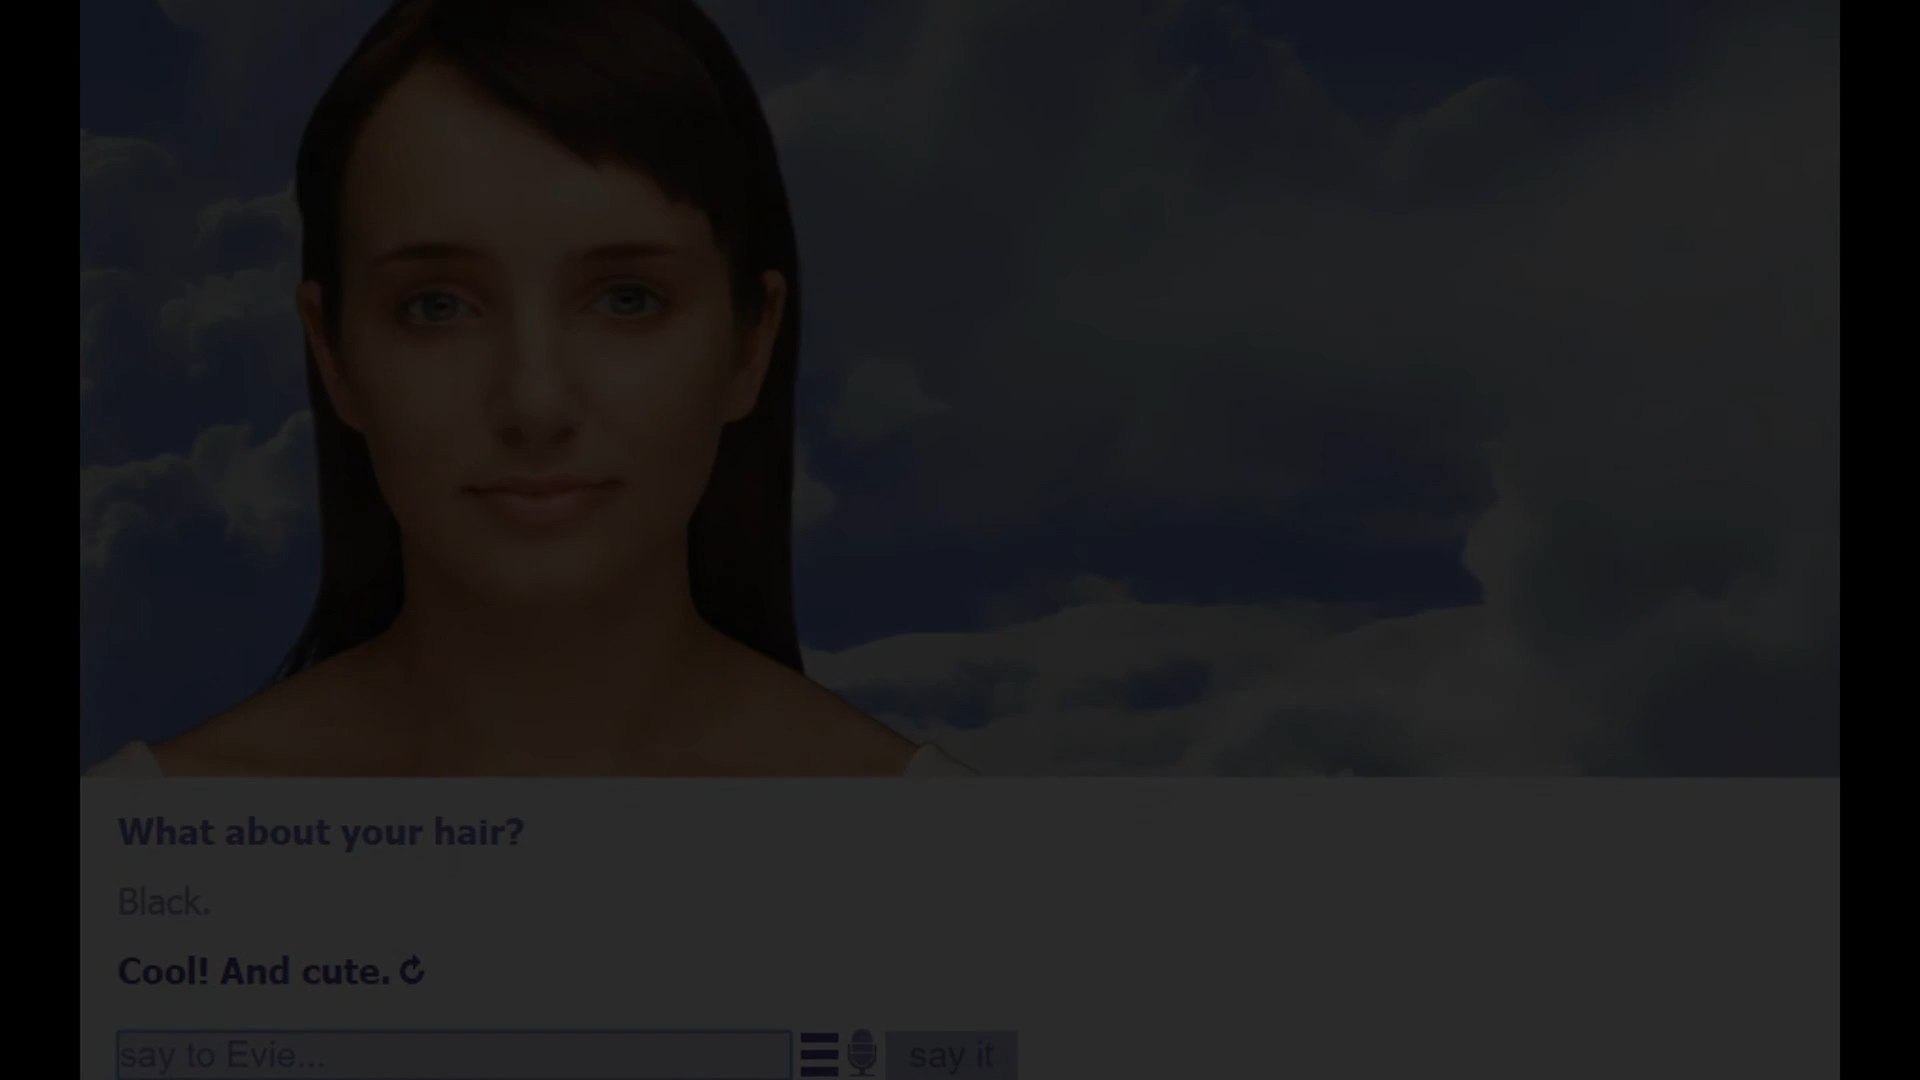 What about your hair?
Black.
Cool! And cute.
say to Evie...
say it